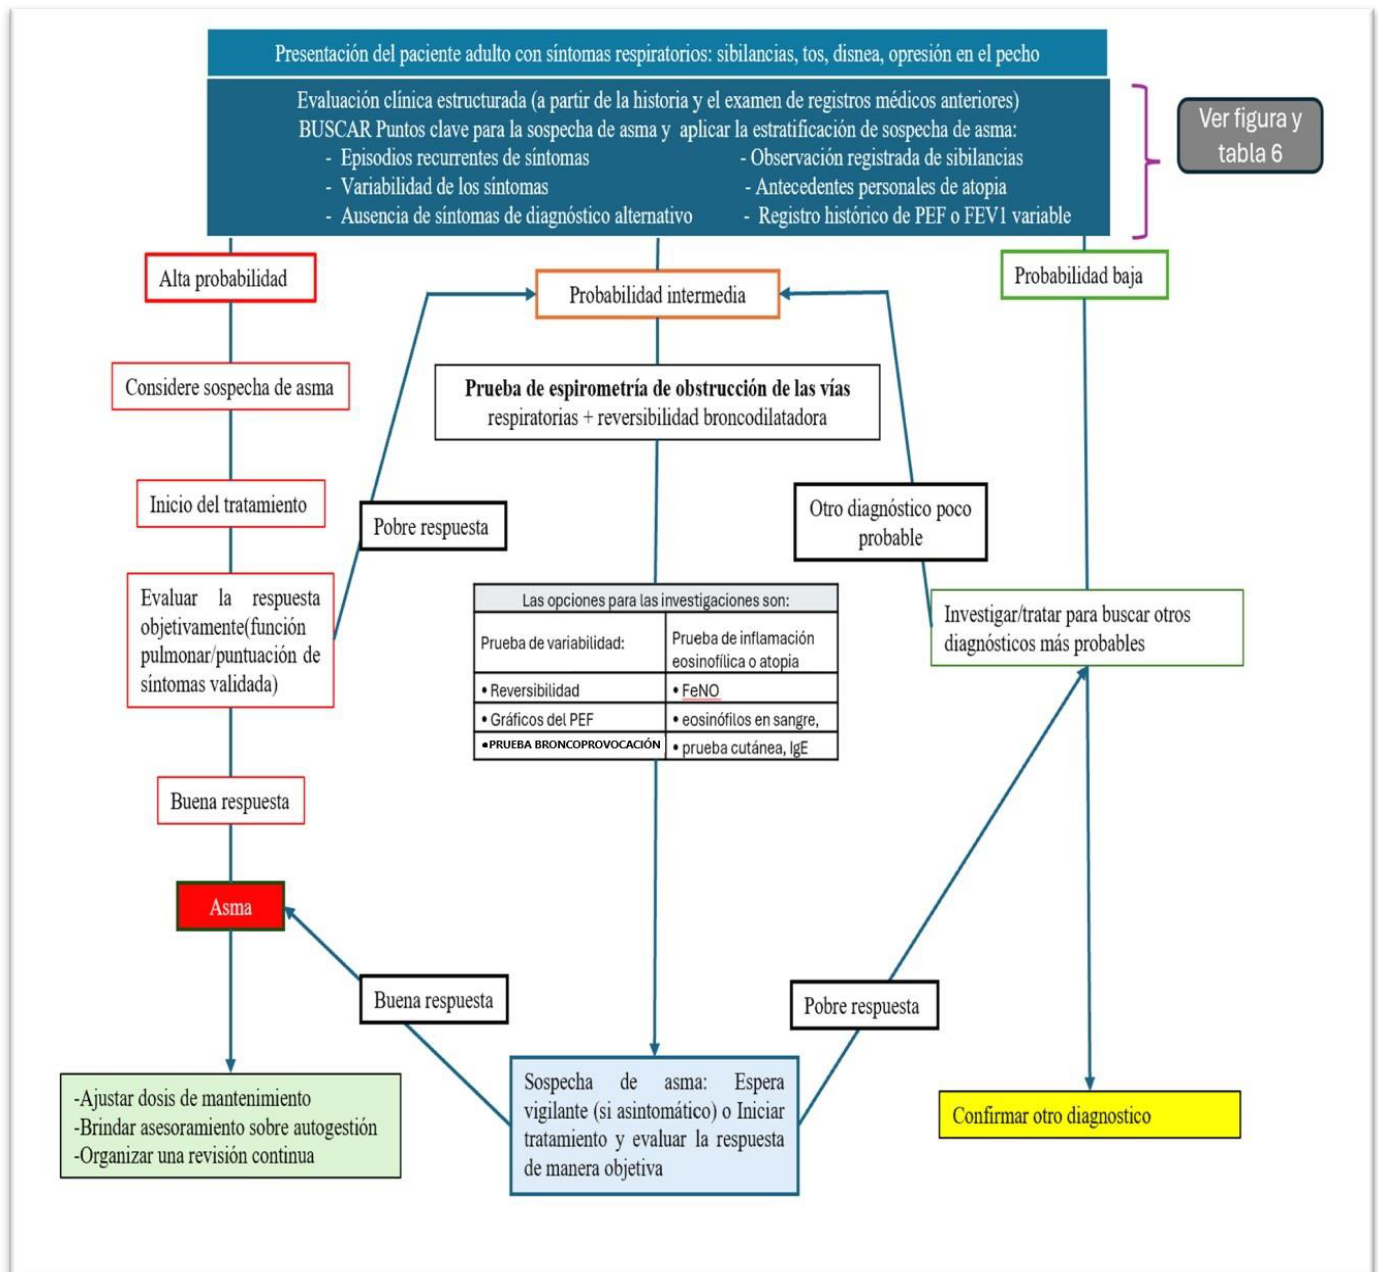 Presentación del paciente adulto con síntomas respiratorios: sibilancias, tos, disnea, opresión en el pecho
Evaluación clínica estructurada (a partir de la historia y el examen de registros médicos anteriores)
BUSCAR Puntos clave para la sospecha de asma y aplicar la estratificación de sospecha de asma:
- Episodios recurrentes de síntomas
- Observación registrada de sibilancias
- Variabilidad de los síntomas
- Antecedentes personales de atopia
- Ausencia de síntomas de diagnóstico alternativo
- Registro histórico de PEF o FEV1 variable
Ver figura y
tabla 6
Alta probabilidad
Probabilidad intermedia
Probabilidad baja
Considere sospecha de asma
Prueba de espirometría de obstrucción de las vías
respiratorias + reversibilidad broncodilatadora
Inicio del tratamiento
Pobre respuesta
Otro diagnóstico poco
probable
Evaluar la respuesta
objetivamente(función
pulmonar/puntuación de
síntomas validada)
Las opciones para las investigaciones son:
Prueba de variabilidad:
Prueba de inflamación
eosinofílica o atopia
• Reversibilidad
• FeNO
• Gráficos del PEF
• eosinófilos en sangre,
•PRUEBA BRONCOPROVOCACIÓN
• prueba cutánea, IgE
Investigar/tratar para buscar otros
diagnósticos más probables
Buena respuesta
Asma
Buena respuesta
Pobre respuesta
-Ajustar dosis de mantenimiento
-Brindar asesoramiento sobre autogestión
-Organizar una revisión continua
Sospecha de asma: Espera
vigilante (si asintomático) o Iniciar
tratamiento y evaluar la respuesta
de manera objetiva
Confirmar otro diagnostico